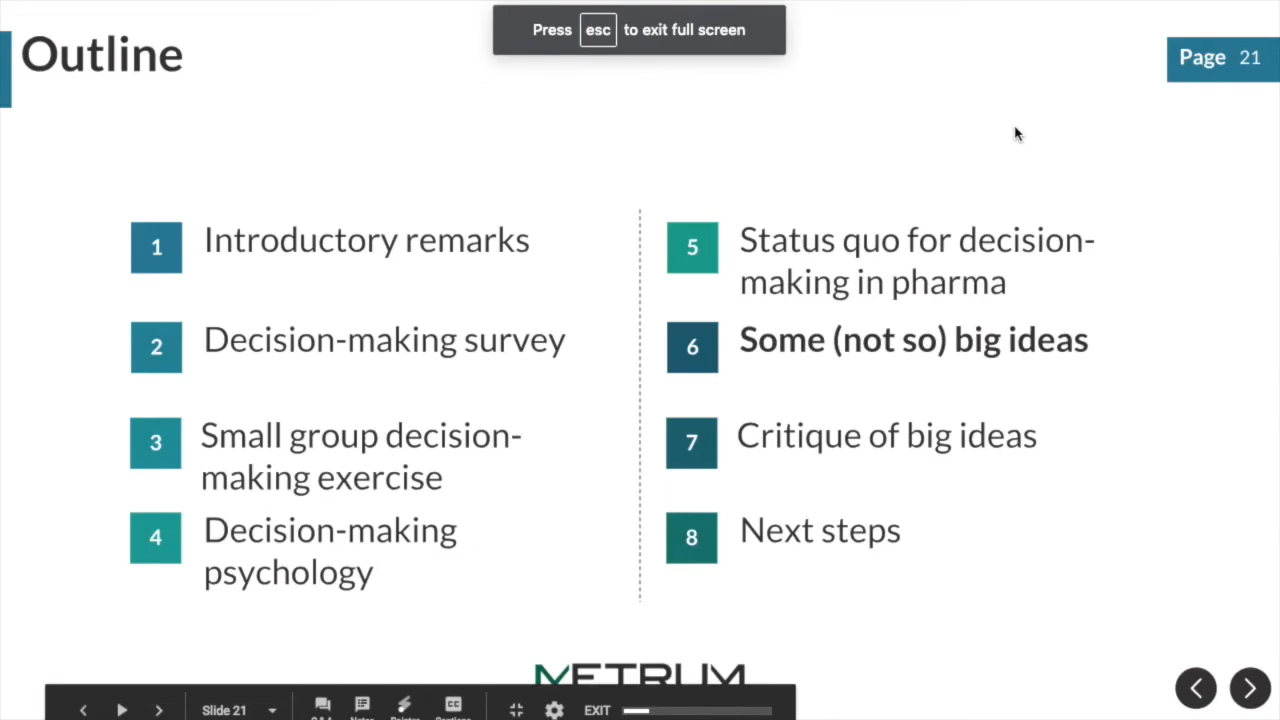 Press esc to exit full screen
Outline
Page 21
1 Introductory remarks
2 Decision-making survey
3 Small group decision-
making exercise
4 Decision-making
psychology
5 Status quo for decision-
making in pharma
6 Some (not so) big ideas
7 Critique of big ideas
8 Next steps
METRUM
Slide 21
EXIT